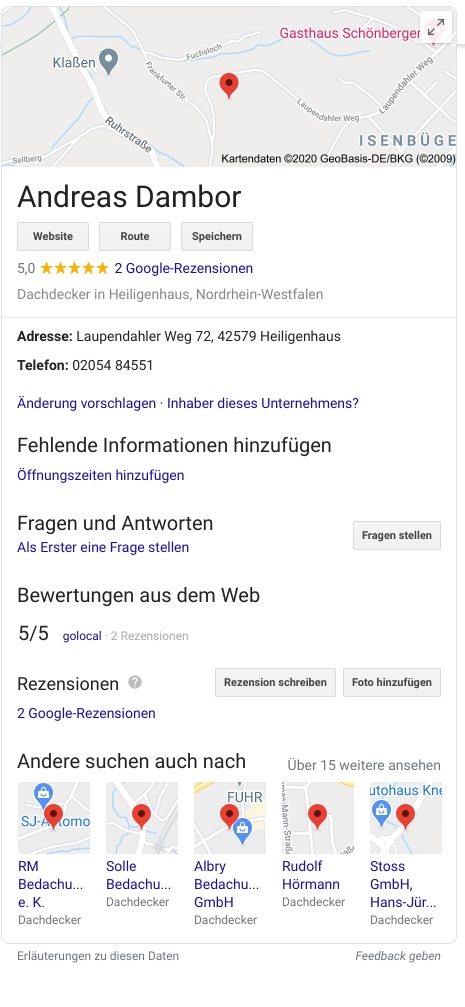 Gasthaus Schönberger
Klaßen
Fuchsloch
Frankfurter Str
Laupendahler Weg
Laupendahler Weg
Ruhrstraße
ISENBÜGE
Sellberg
Kartendaten ©2020 GeoBasis-DE/BKG (©2009)
Andreas Dambor
Website Route Speichern
5,0 ★★★★★ 2 Google-Rezensionen
Dachdecker in Heiligenhaus, Nordrhein-Westfalen
Adresse: Laupendahler Weg 72, 42579 Heiligenhaus
Telefon: 02054 84551
Änderung vorschlagen · Inhaber dieses Unternehmens?
Fehlende Informationen hinzufügen
Öffnungszeiten hinzufügen
Fragen und Antworten
Als Erster eine Frage stellen
Fragen stellen
Bewertungen aus dem Web
5/5 golocal · 2 Rezensionen
Rezensionen ? Rezension schreiben Foto hinzufügen
2 Google-Rezensionen
Andere suchen auch nach Über 15 weitere ansehen
SJ-A tomo
FUHR
as-Mann-Straße
utohaus Kne
RM Bedachu... e. K.
Dachdecker
Solle Bedachu...
Dachdecker
Albry Bedachu... GmbH
Dachdecker
Rudolf Hörmann
Dachdecker
Stoss GmbH, Hans-Jür...
Dachdecker
Erläuterungen zu diesen Daten Feedback geben